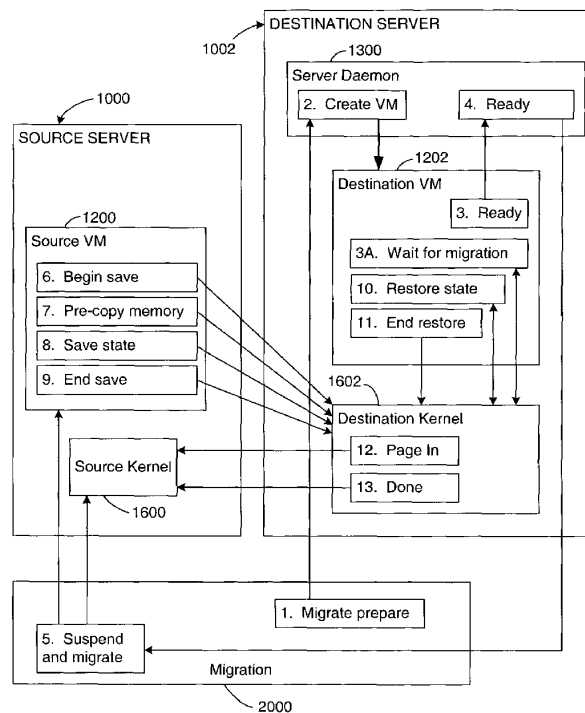 DESTINATION SERVER
1002
1300
Server Daemon
2. Create VM
4. Ready
1000
SOURCE SERVER
1202
Destination VM
3. Ready
3A. Wait for migration
10. Restore state
11. End restore
1200
Source VM
6. Begin save
7. Pre-copy memory
8. Save state
9. End save
1602
Destination Kernel
12. Page In
13. Done
Source Kernel
1600
1. Migrate prepare
5. Suspend
and migrate
Migration
2000